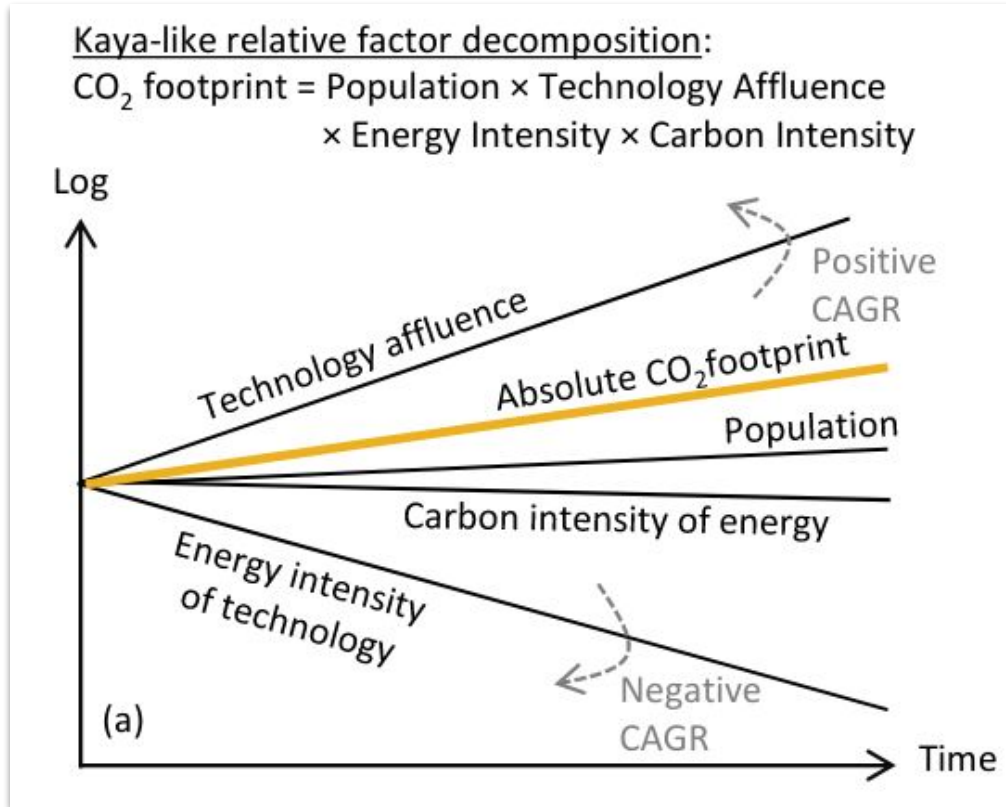 Kaya-like relative factor decomposition:
CO₂ footprint = Population × Technology Affluence
× Energy Intensity × Carbon Intensity
Log
Positive
CAGR
Technology affluence
Absolute CO₂footprint
Population
Carbon intensity of energy
Energy intensity
of technology
Negative
CAGR
(a)
Time